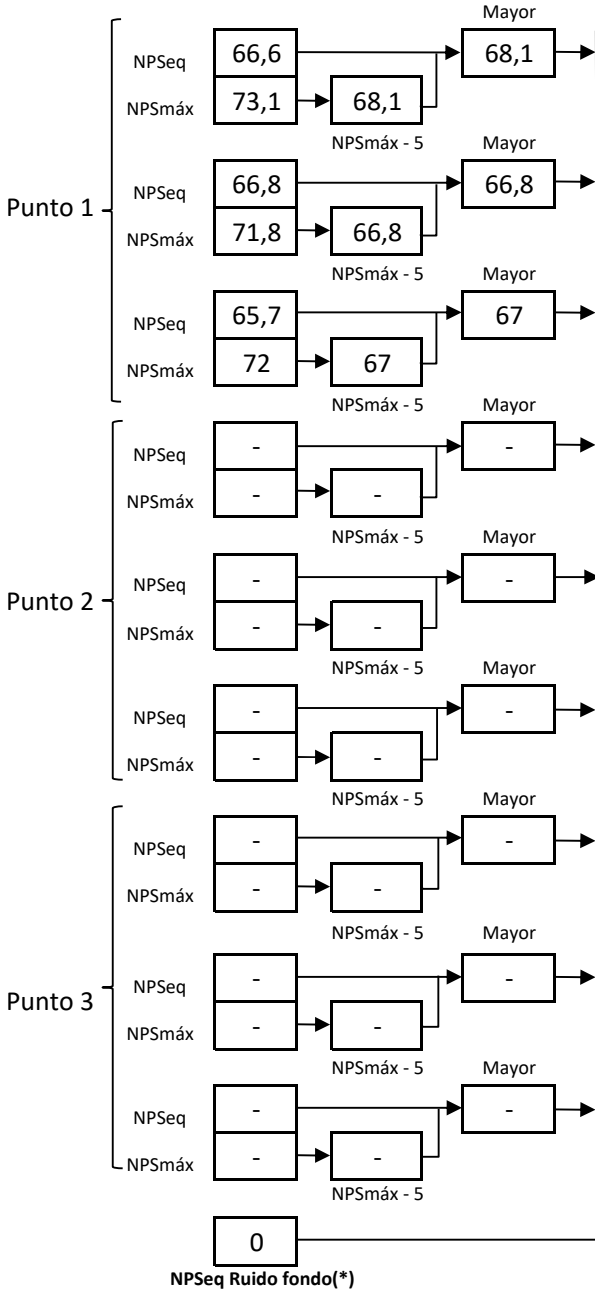 Mayor
NPSeq 66,6 68,1
NPSmáx 73,1 68,1
NPSmáx - 5 Mayor
Punto 1
NPSeq 66,8 66,8
NPSmáx 71,8 66,8
NPSmáx - 5 Mayor
NPSeq 65,7 67
NPSmáx 72 67
NPSmáx - 5 Mayor
NPSeq - -
NPSmáx - -
NPSmáx - 5 Mayor
Punto 2
NPSeq - -
NPSmáx - -
NPSmáx - 5 Mayor
NPSeq - -
NPSmáx - -
NPSmáx - 5 Mayor
NPSeq - -
NPSmáx - -
NPSmáx - 5 Mayor
Punto 3
NPSeq - -
NPSmáx - -
NPSmáx - 5 Mayor
NPSeq - -
NPSmáx - -
NPSmáx - 5
0
NPSeq Ruido fondo(*)